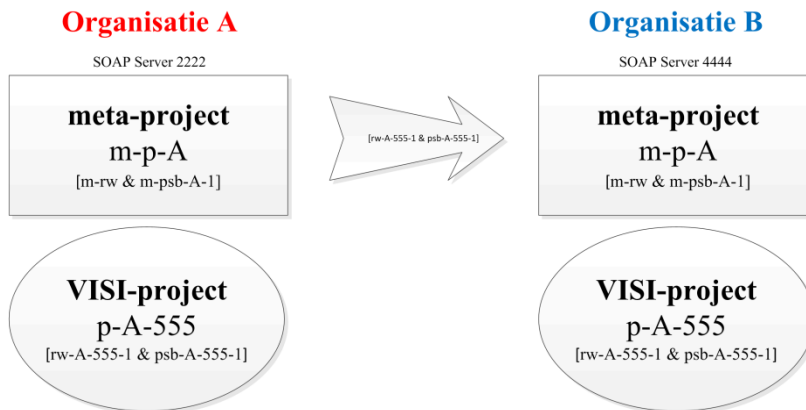 Organisatie A
SOAP Server 2222
meta-project
m-p-A
[m-rw & m-psb-A-1]
VISI-project
p-A-555
[rw-A-555-1 & psb-A-555-1]
[rw-A-555-1 & psb-A-555-1]
Organisatie B
SOAP Server 4444
meta-project
m-p-A
[m-rw & m-psb-A-1]
VISI-project
p-A-555
[rw-A-555-1 & psb-A-555-1]